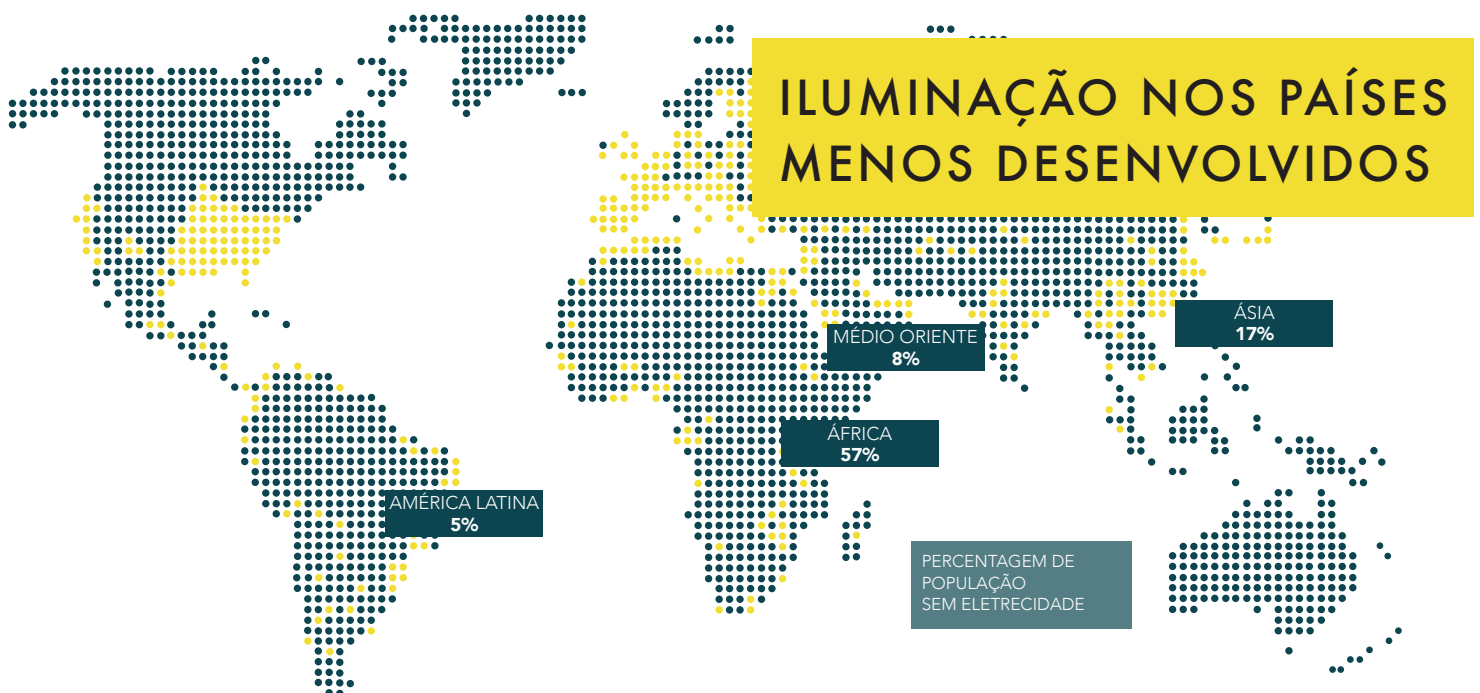 ILUMINAÇÃO NOS PAÍSES
MENOS DESENVOLVIDOS
ÁSIA
17%
MÉDIO ORIENTE
8%
ÁFRICA
57%
AMÉRICA LATINA
5%
PERCENTAGEM DE
POPULAÇÃO
SEM ELETRECIDADE